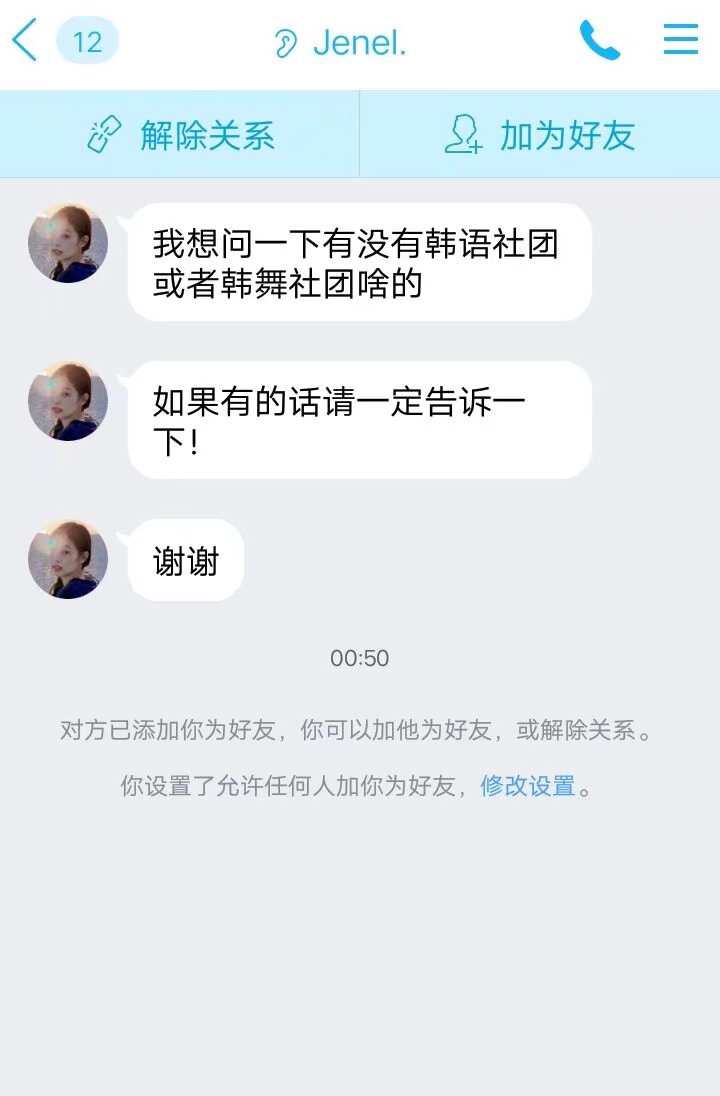 12
Jenel.
解除关系
加为好友
我想问一下有没有韩语社团
或者韩舞社团啥的
如果有的话请一定告诉一
下!
谢谢
00:50
对方已添加你为好友，你可以加他为好友，或解除关系。
你设置了允许任何人加你为好友，修改设置。